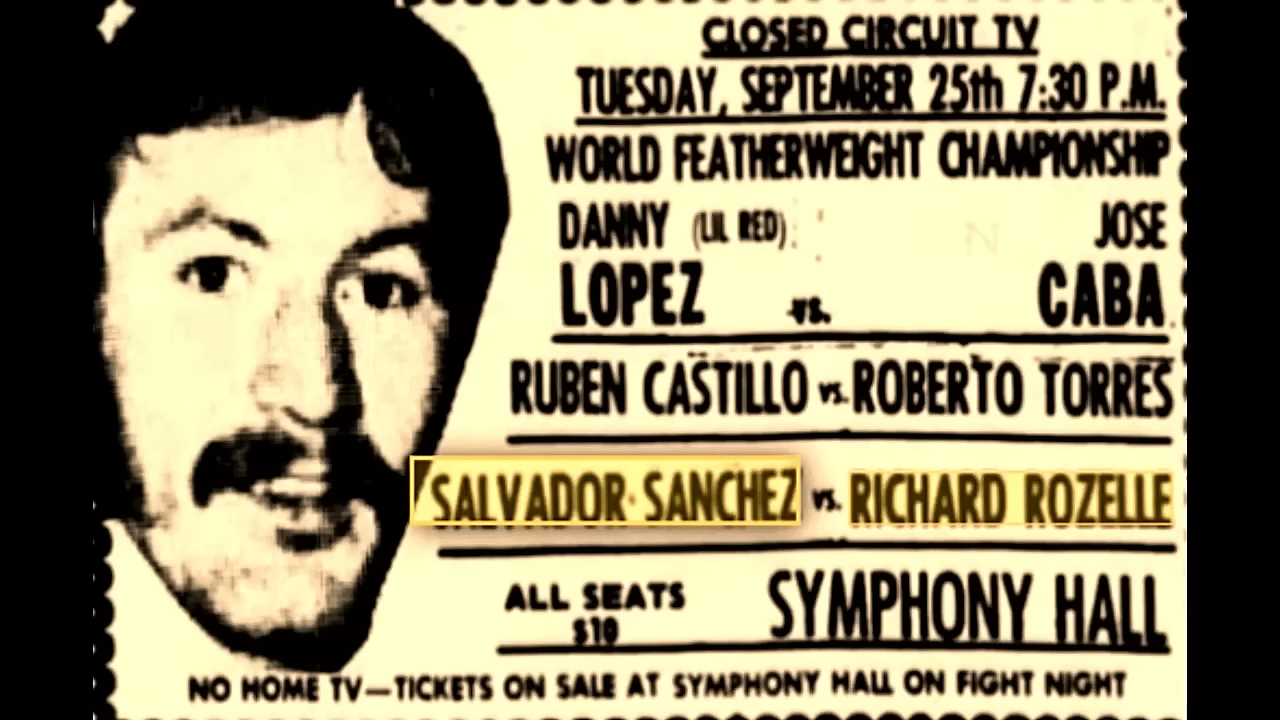 CLOSED CIRCUIT TV
TUESDAY, SEPTEMBER 25th 7:30 P.M.
WORLD FEATHERWEIGHT CHAMPIONSHIP
DANNY (LIL RED) JOSE
LOPEZ vs. CABA
RUBEN CASTILLO vs. ROBERTO TORRES
SALVADOR SANCHEZ vs. RICHARD ROZELLE
ALL SEATS
$10
SYMPHONY HALL
NO HOME TV—TICKETS ON SALE AT SYMPHONY HALL ON FIGHT NIGHT